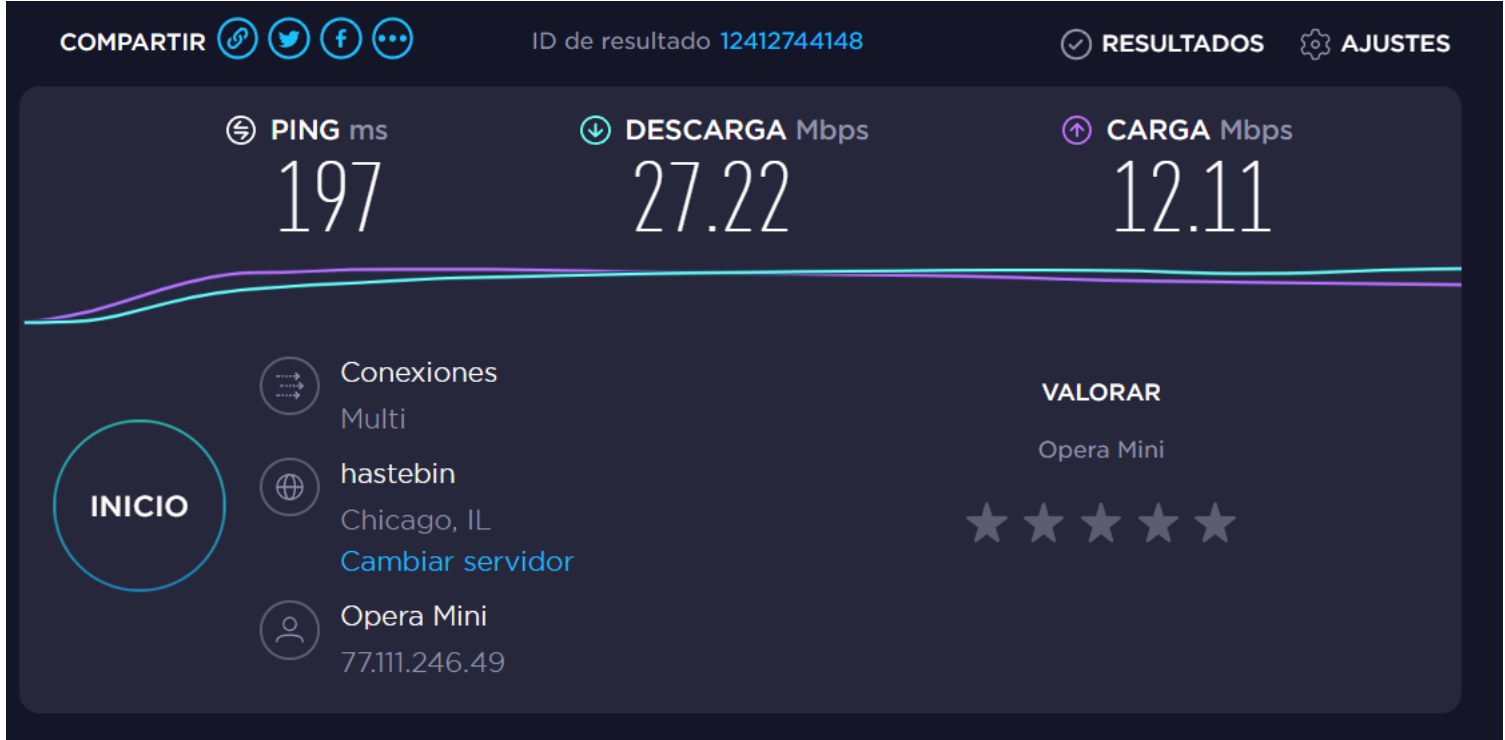 COMPARTIR
ID de resultado 12412744148
RESULTADOS
AJUSTES
PING ms
197
DESCARGA Mbps
27.22
CARGA Mbps
12.11
INICIO
Conexiones
Multi
hastebin
Chicago, IL
Cambiar servidor
Opera Mini
77.111.246.49
VALORAR
Opera Mini